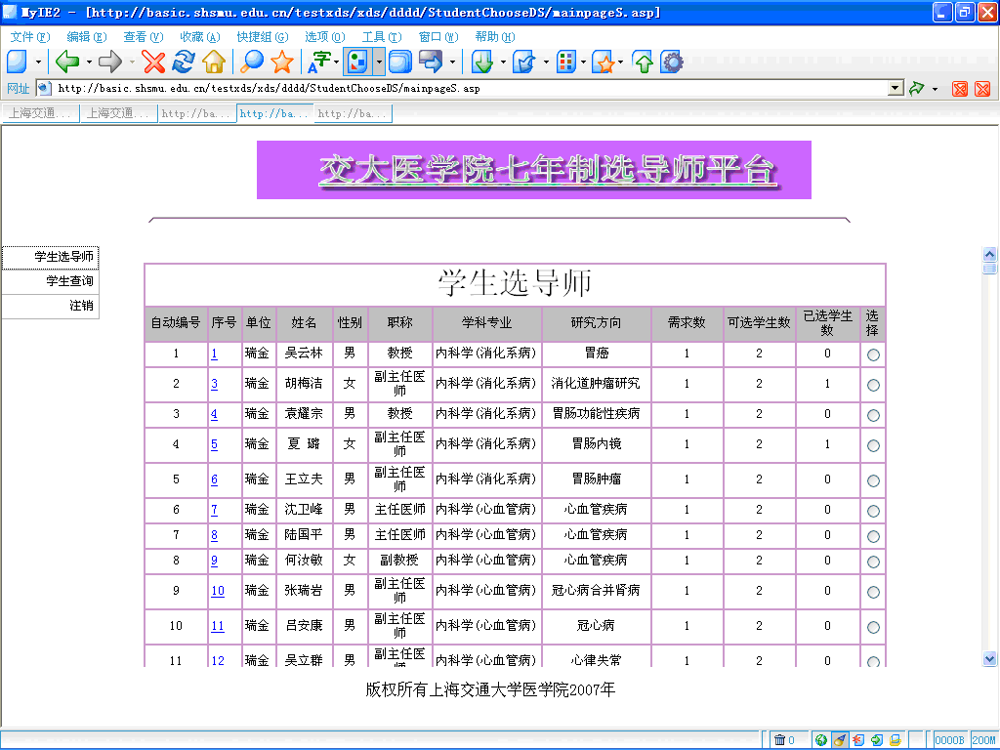 MyIE2 - [http://basic.shsmu.edu.cn/testxds/xds/dddd/StudentChooseDS/mainpageS.asp]
文件(F) 编辑(E) 查看(V) 收藏(A) 快捷组(G) 选项(O) 工具(T) 窗口(W) 帮助(H)
网址 http://basic.shsmu.edu.cn/testxds/xds/dddd/StudentChooseDS/mainpageS.asp
上海交通... 上海交通... http://ba... http://ba... http://ba...
交大医学院七年制选导师平台
学生选导师
学生查询
注销
学生选导师
自动编号 序号 单位 姓名 性别 职称 学科专业 研究方向 需求数 可选学生数 已选学生数 选择
1 1 瑞金 吴云林 男 教授 内科学(消化系病) 胃癌 1 2 0
2 3 瑞金 胡梅洁 女 副主任医师 内科学(消化系病) 消化道肿瘤研究 1 2 1
3 4 瑞金 袁耀宗 男 教授 内科学(消化系病) 胃肠功能性疾病 1 2 0
4 5 瑞金 夏 璐 女 副主任医师 内科学(消化系病) 胃肠内镜 1 2 1
5 6 瑞金 王立夫 男 副主任医师 内科学(消化系病) 胃肠肿瘤 1 2 0
6 7 瑞金 沈卫峰 男 主任医师 内科学(心血管病) 心血管疾病 1 2 0
7 8 瑞金 陆国平 男 主任医师 内科学(心血管病) 心血管疾病 1 2 0
8 9 瑞金 何汝敏 女 副教授 内科学(心血管病) 心血管疾病 1 2 0
9 10 瑞金 张瑞岩 男 副主任医师 内科学(心血管病) 冠心病合并肾病 1 2 0
10 11 瑞金 吕安康 男 副主任医师 内科学(心血管病) 冠心病 1 2 0
11 12 瑞金 吴立群 男 副主任医师 内科学(心血管病) 心律失常 1 2 0
版权所有上海交通大学医学院2007年
0 0000B 200M